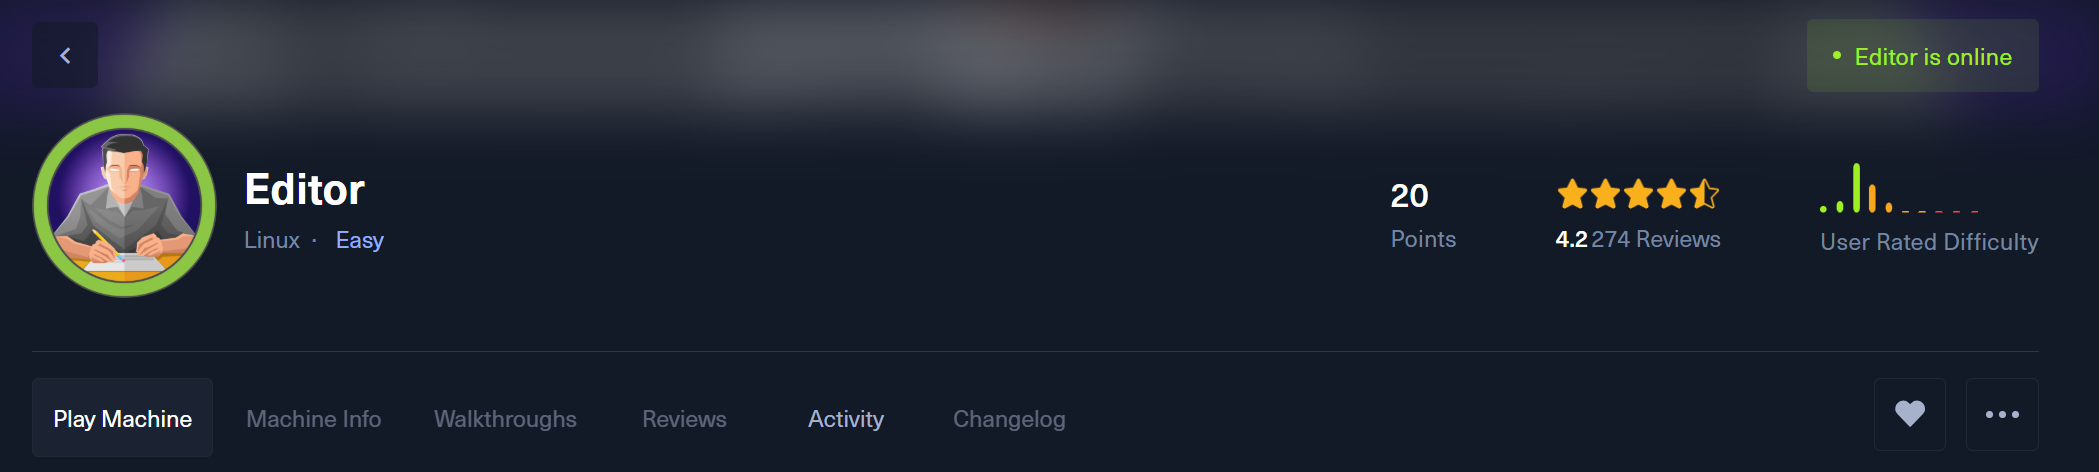 Editor is online
Editor
Linux · Easy
20
Points
4.2 274 Reviews
User Rated Difficulty
Play Machine
Machine Info
Walkthroughs
Reviews
Activity
Changelog